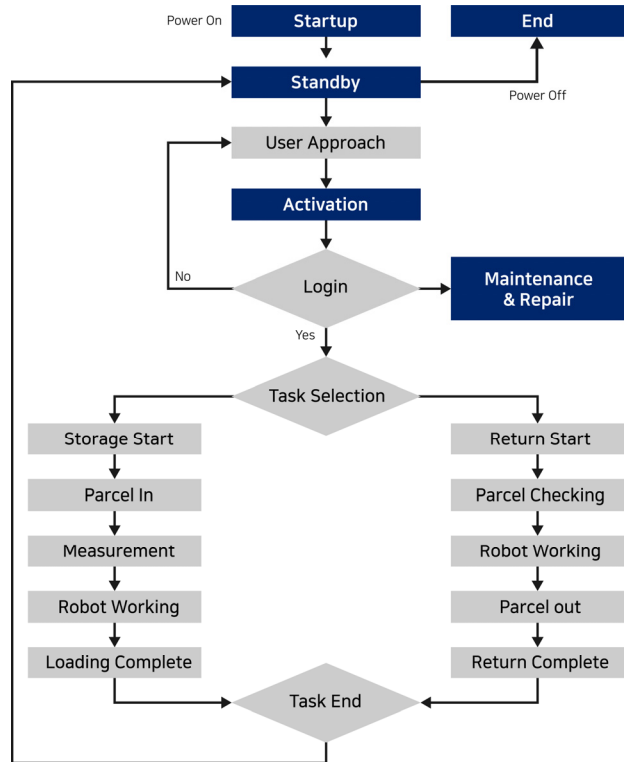 Power On
Startup
End
Standby
Power Off
User Approach
Activation
No
Login
Maintenance
& Repair
Yes
Task Selection
Storage Start
Return Start
Parcel In
Parcel Checking
Measurement
Robot Working
Robot Working
Parcel out
Loading Complete
Return Complete
Task End